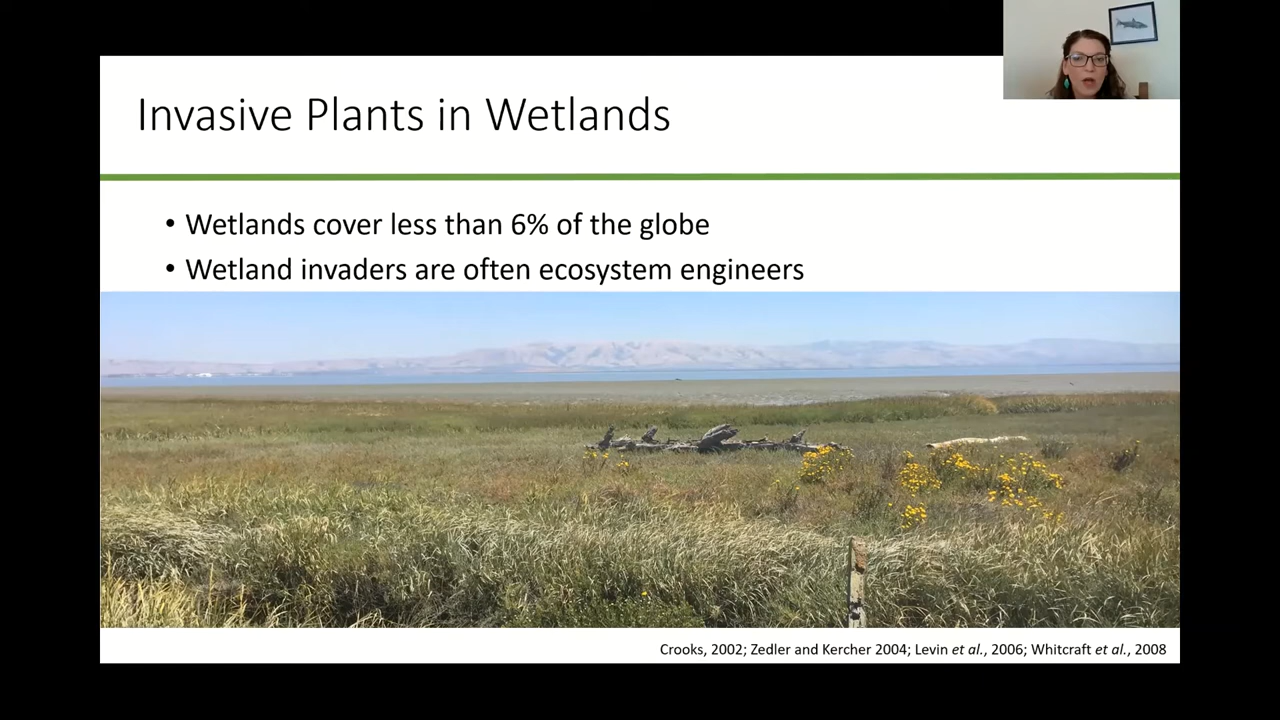 Invasive Plants in Wetlands
• Wetlands cover less than 6% of the globe
• Wetland invaders are often ecosystem engineers
Crooks, 2002; Zedler and Kercher 2004; Levin et al., 2006; Whitcraft et al., 2008